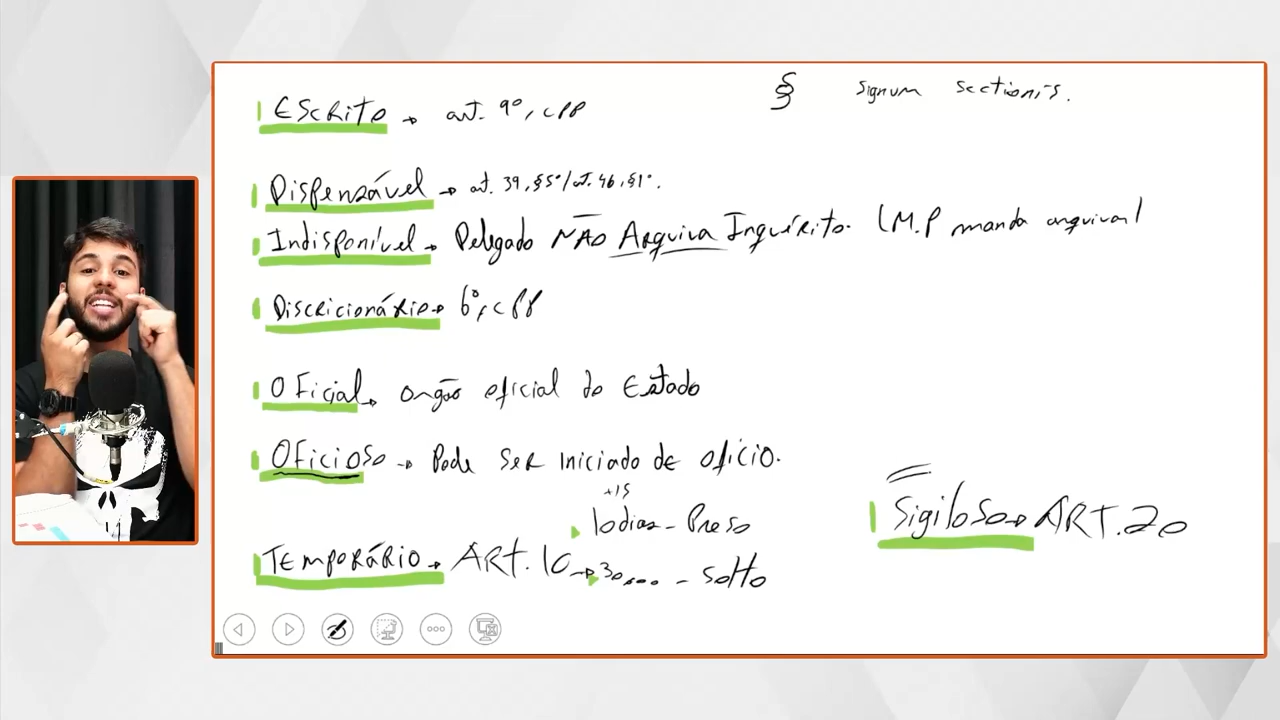 § signum sectionis.
Escrito → art. 9º, CPP
Dispensável → art. 39, §5º / art. 46, §1º.
Indisponível → Delegado NÃO Arquiva Inquérito. (M.P manda arquivar)
Discricionário → 6º, CPP
Oficial → orgão oficial do Estado
Oficioso → Pode ser iniciado de ofício.
+15
10 dias - Preso
Temporário → ART. 10 → 30 - solto
Sigiloso → ART. 20